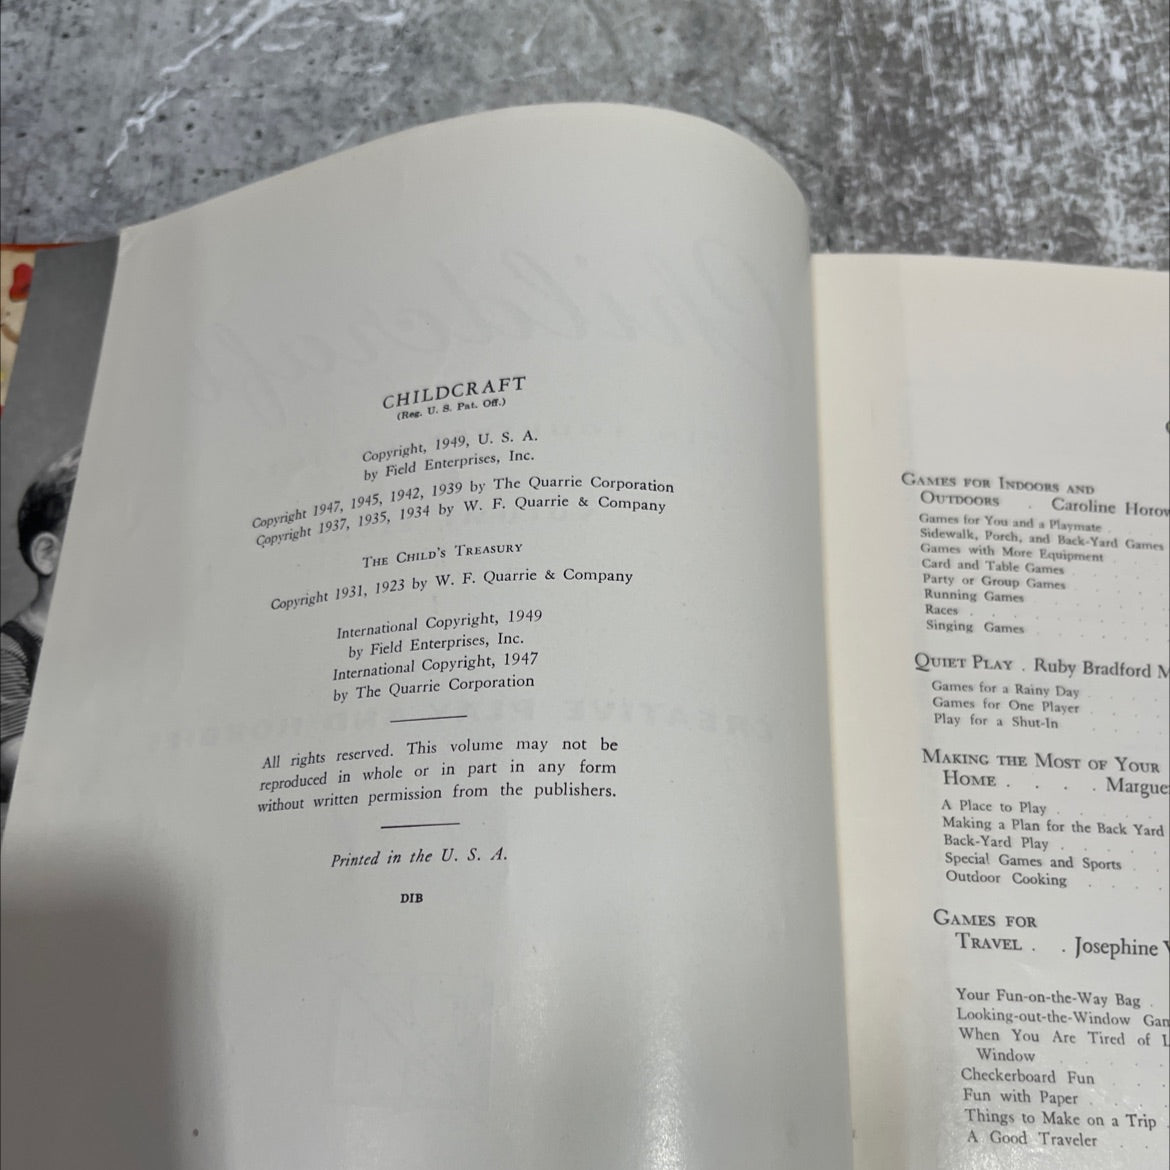 CHILDCRAFT
(Reg. U. S. Pat. Off.)
Copyright, 1949, U. S. A.
by Field Enterprises, Inc.
Copyright 1947, 1945, 1942, 1939 by The Quarrie Corporation
Copyright 1937, 1935, 1934 by W. F. Quarrie & Company
The Child's Treasury
Copyright 1931, 1923 by W. F. Quarrie & Company
International Copyright, 1949
by Field Enterprises, Inc.
International Copyright, 1947
by The Quarrie Corporation
All rights reserved. This volume may not be
reproduced in whole or in part in any form
without written permission from the publishers.
Printed in the U. S. A.
DIB
Games for Indoors and
Outdoors . Caroline Horow
Games for You and a Playmate
Sidewalk, Porch, and Back-Yard Games
Games with More Equipment
Card and Table Games
Party or Group Games
Running Games
Races
Singing Games
Quiet Play . Ruby Bradford M
Games for a Rainy Day
Games for One Player
Play for a Shut-In
Making the Most of Your
Home . . . . Margue
A Place to Play
Making a Plan for the Back Yard
Back-Yard Play
Special Games and Sports
Outdoor Cooking
Games for
Travel . . Josephine
Your Fun-on-the-Way Bag
Looking-out-the-Window Gam
When You Are Tired of L
Window
Checkerboard Fun
Fun with Paper
Things to Make on a Trip
A Good Traveler